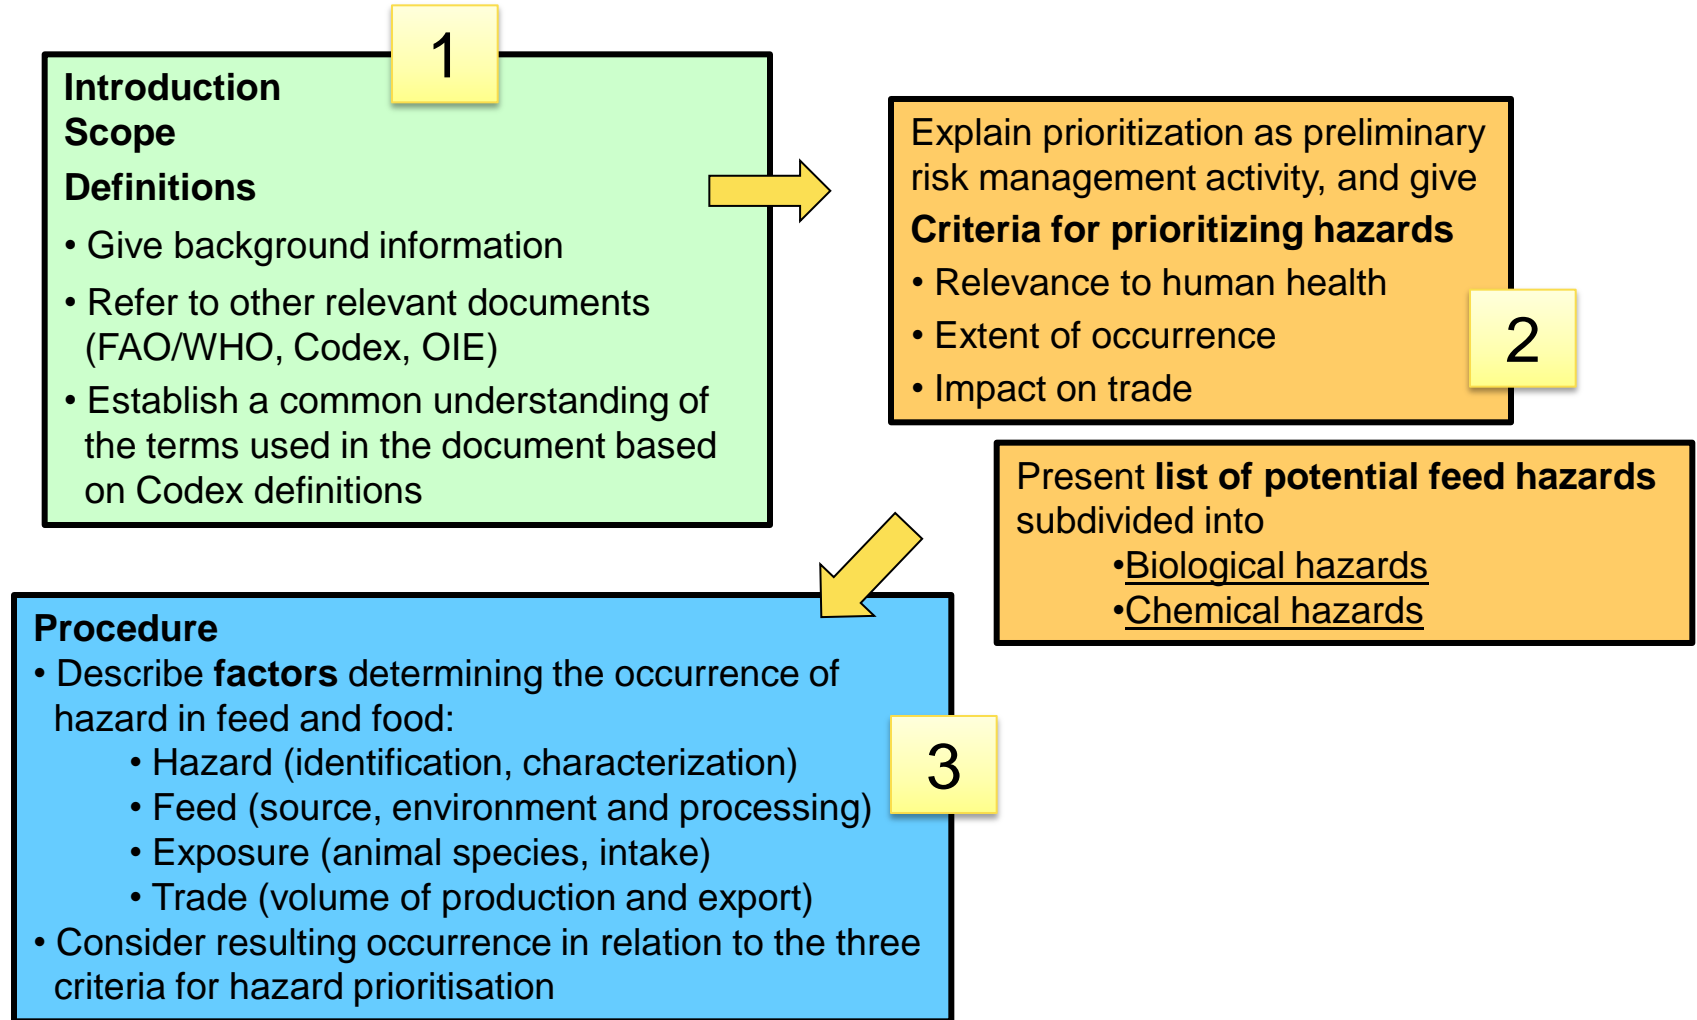 1
Introduction
Scope
Definitions
• Give background information
• Refer to other relevant documents
(FAO/WHO, Codex, OIE)
• Establish a common understanding of
the terms used in the document based
on Codex definitions
Explain prioritization as preliminary
risk management activity, and give
Criteria for prioritizing hazards
• Relevance to human health
• Extent of occurrence
• Impact on trade
2
Present list of potential feed hazards
subdivided into
•Biological hazards
•Chemical hazards
Procedure
• Describe factors determining the occurrence of
hazard in feed and food:
• Hazard (identification, characterization)
• Feed (source, environment and processing)
• Exposure (animal species, intake)
• Trade (volume of production and export)
• Consider resulting occurrence in relation to the three
criteria for hazard prioritisation
3